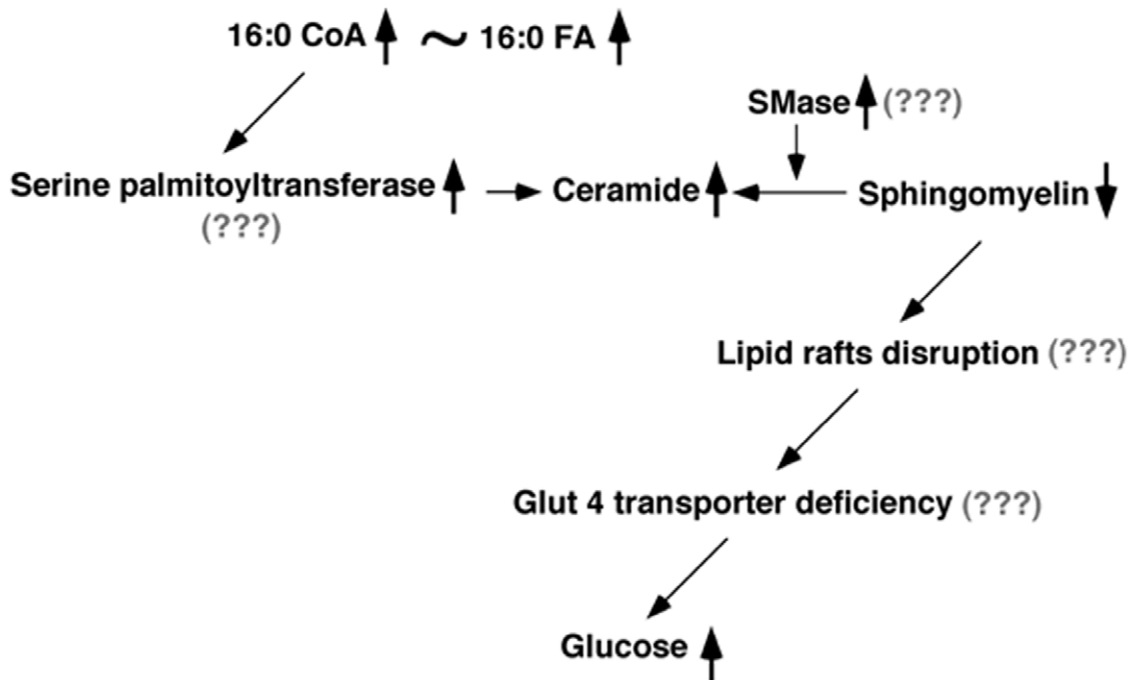 16:0 CoA ~ 16:0 FA
SMase (???)
Serine palmitoyltransferase
(???)
Ceramide
Sphingomyelin
Lipid rafts disruption (???)
Glut 4 transporter deficiency (???)
Glucose